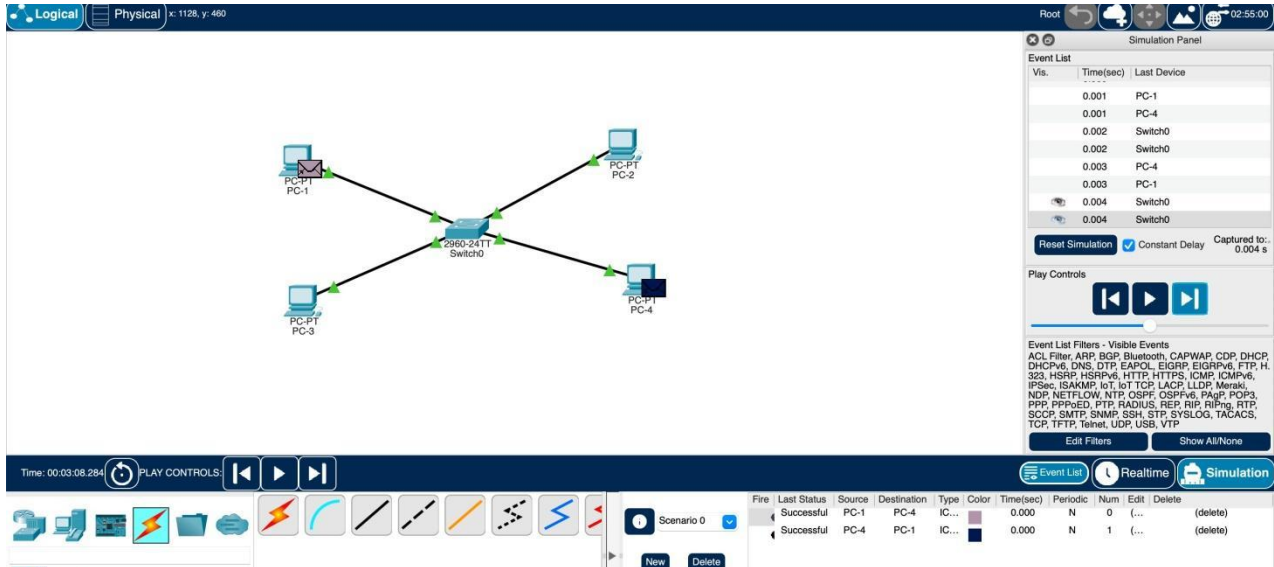 Logical Physical x: 1128, y: 460 Root 02:55:00
PC-PT
PC-1
PC-PT
PC-2
2960-24TT
Switch0
PC-PT
PC-3
PC-PT
PC-4
Simulation Panel
Event List
Vis. Time(sec) Last Device
0.001 PC-1
0.001 PC-4
0.002 Switch0
0.002 Switch0
0.003 PC-4
0.003 PC-1
0.004 Switch0
0.004 Switch0
Reset Simulation Constant Delay Captured to:.
0.004 s
Play Controls
Event List Filters - Visible Events
ACL Filter, ARP, BGP, Bluetooth, CAPWAP, CDP, DHCP,
DHCPv6, DNS, DTP, EAPOL, EIGRP, EIGRPv6, FTP, H.
323, HSRP, HSRPv6, HTTP, HTTPS, ICMP, ICMPv6,
IPSec, ISAKMP, IoT, IoT TCP, LACP, LLDP, Meraki,
NDP, NETFLOW, NTP, OSPF, OSPFv6, PAgP, POP3,
PPP, PPPoED, PTP, RADIUS, REP, RIP, RIPng, RTP,
SCCP, SMTP, SNMP, SSH, STP, SYSLOG, TACACS,
TCP, TFTP, Telnet, UDP, USB, VTP
Edit Filters Show All/None
Time: 00:03:08.284 PLAY CONTROLS: Event List Realtime Simulation
Scenario 0
New Delete
Fire Last Status Source Destination Type Color Time(sec) Periodic Num Edit Delete
Successful PC-1 PC-4 IC... 0.000 N 0 (... (delete)
Successful PC-4 PC-1 IC... 0.000 N 1 (... (delete)